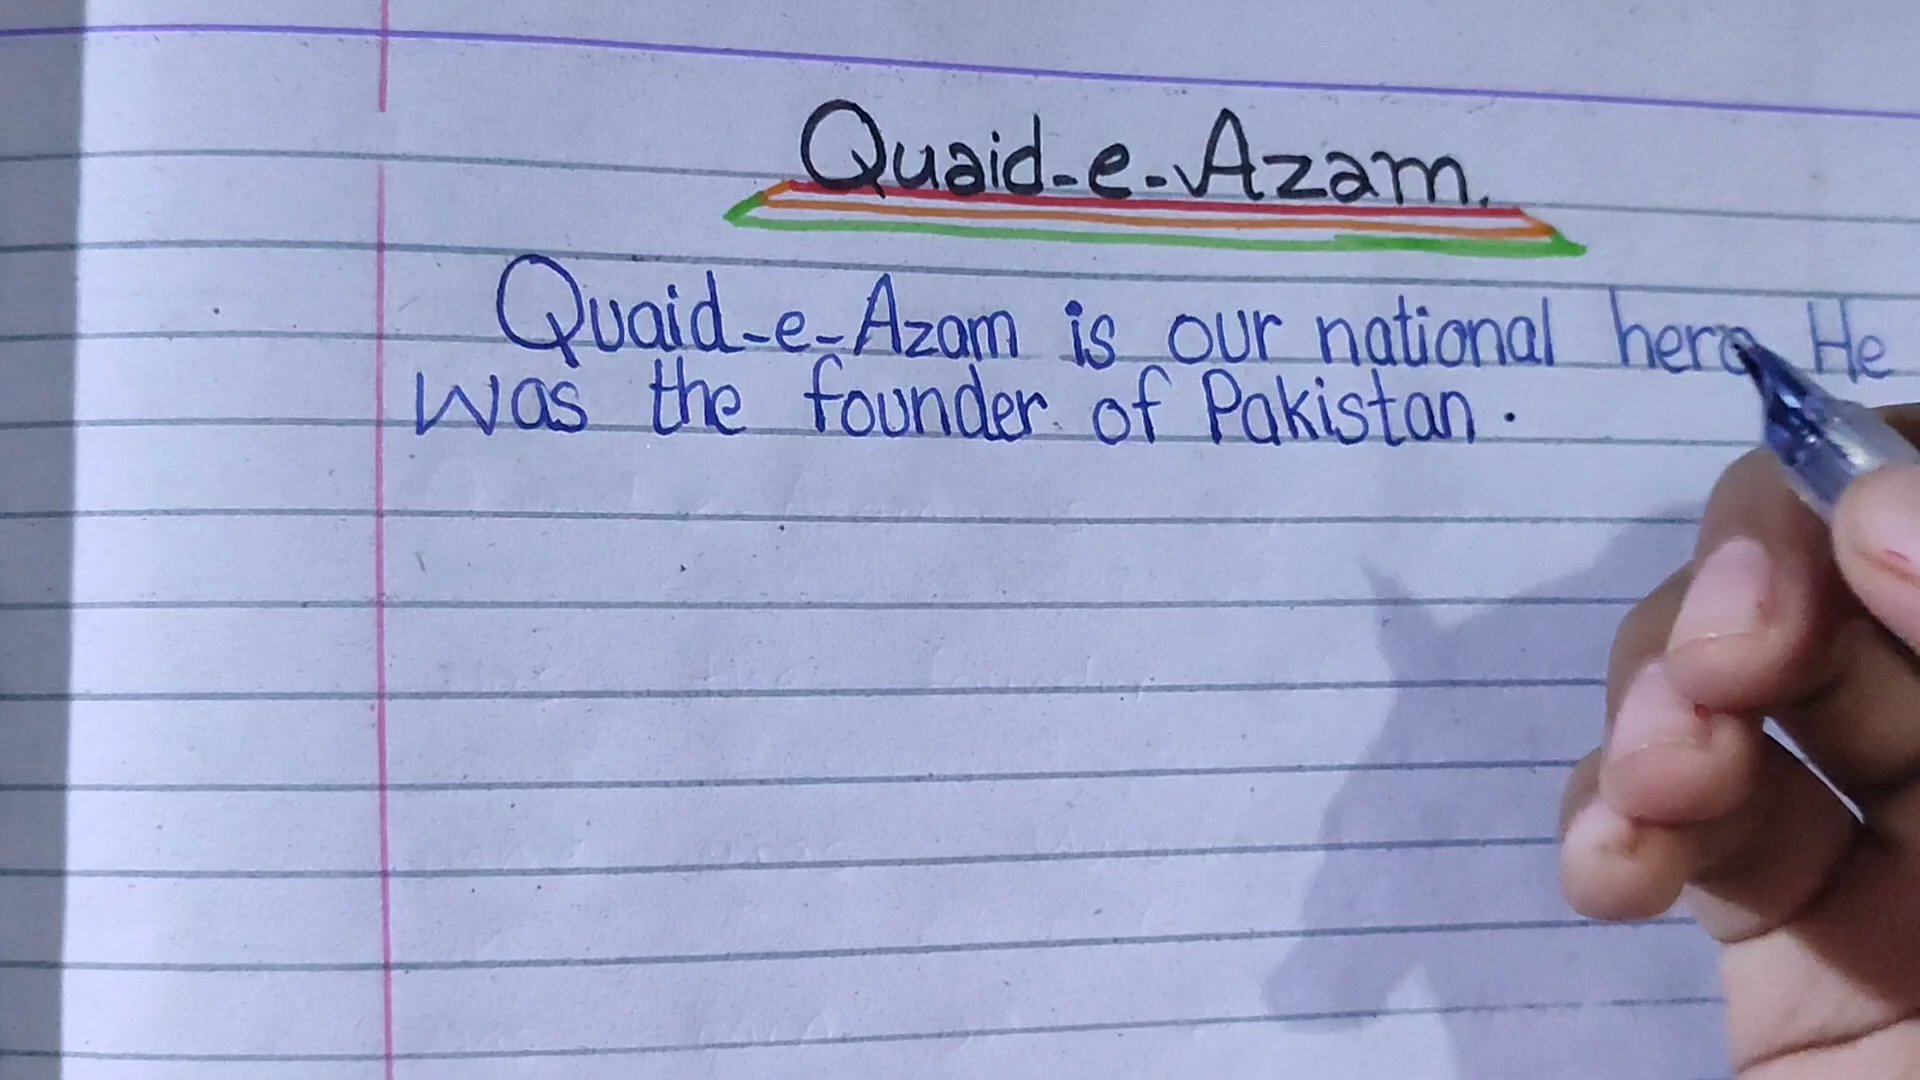 Quaid-e-Azam.
Quaid-e-Azam is our national hero He
was the founder of Pakistan.